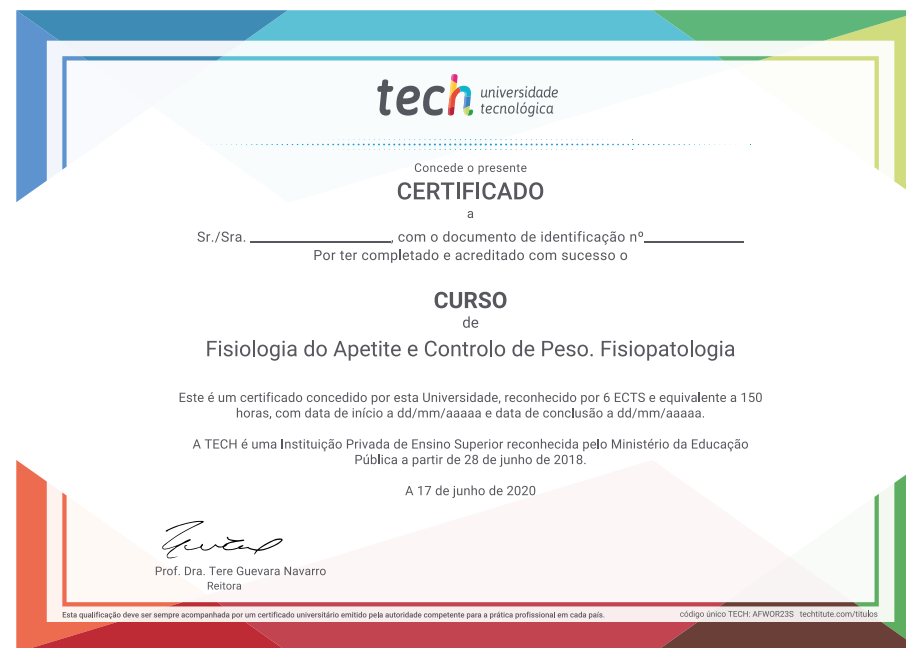 tech universidade
tecnológica
Concede o presente
CERTIFICADO
a
Sr./Sra. ____________________, com o documento de identificação nº______________
Por ter completado e acreditado com sucesso o
CURSO
de
Fisiologia do Apetite e Controlo de Peso. Fisiopatologia
Este é um certificado concedido por esta Universidade, reconhecido por 6 ECTS e equivalente a 150
horas, com data de início a dd/mm/aaaaa e data de conclusão a dd/mm/aaaaa.
A TECH é uma Instituição Privada de Ensino Superior reconhecida pelo Ministério da Educação
Pública a partir de 28 de junho de 2018.
A 17 de junho de 2020
Prof. Dra. Tere Guevara Navarro
Reitora
Esta qualificação deve ser sempre acompanhada por um certificado universitário emitido pela autoridade competente para a prática profissional em cada país. código único TECH: AFWOR23S techtitute.com/titulos